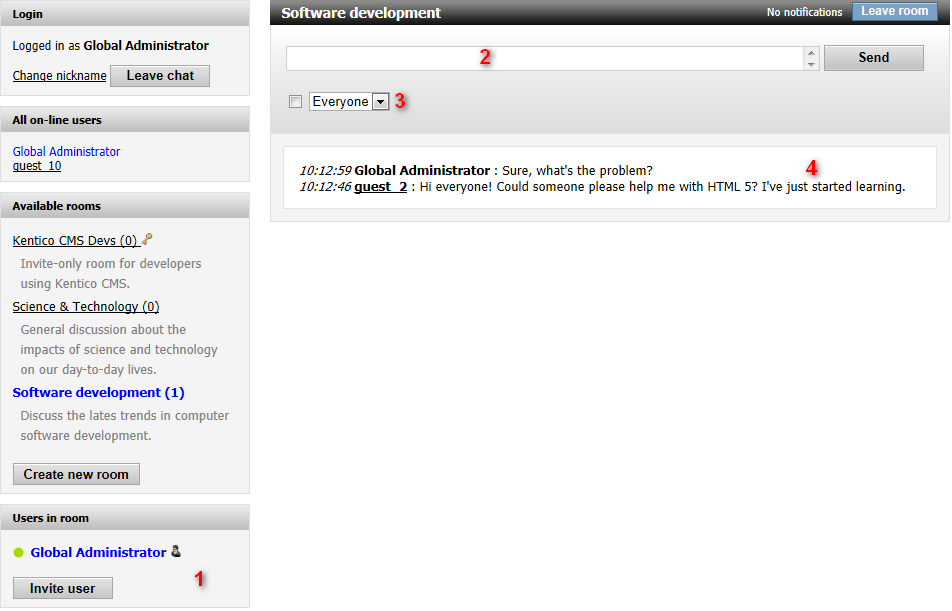 Login
Logged in as Global Administrator
Change nickname Leave chat
All on-line users
Global Administrator
guest_10
Available rooms
Kentico CMS Devs (0)
Invite-only room for developers
using Kentico CMS.
Science & Technology (0)
General discussion about the
impacts of science and technology
on our day-to-day lives.
Software development (1)
Discuss the lates trends in computer
software development.
Create new room
Users in room
Global Administrator
Invite user
1
Software development No notifications Leave room
2 Send
Everyone 3
10:12:59 Global Administrator : Sure, what's the problem? 4
10:12:46 guest_2 : Hi everyone! Could someone please help me with HTML 5? I've just started learning.